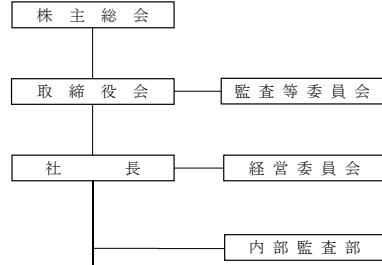 株主総会
取締役会
監査等委員会
社長
経営委員会
内部監査部